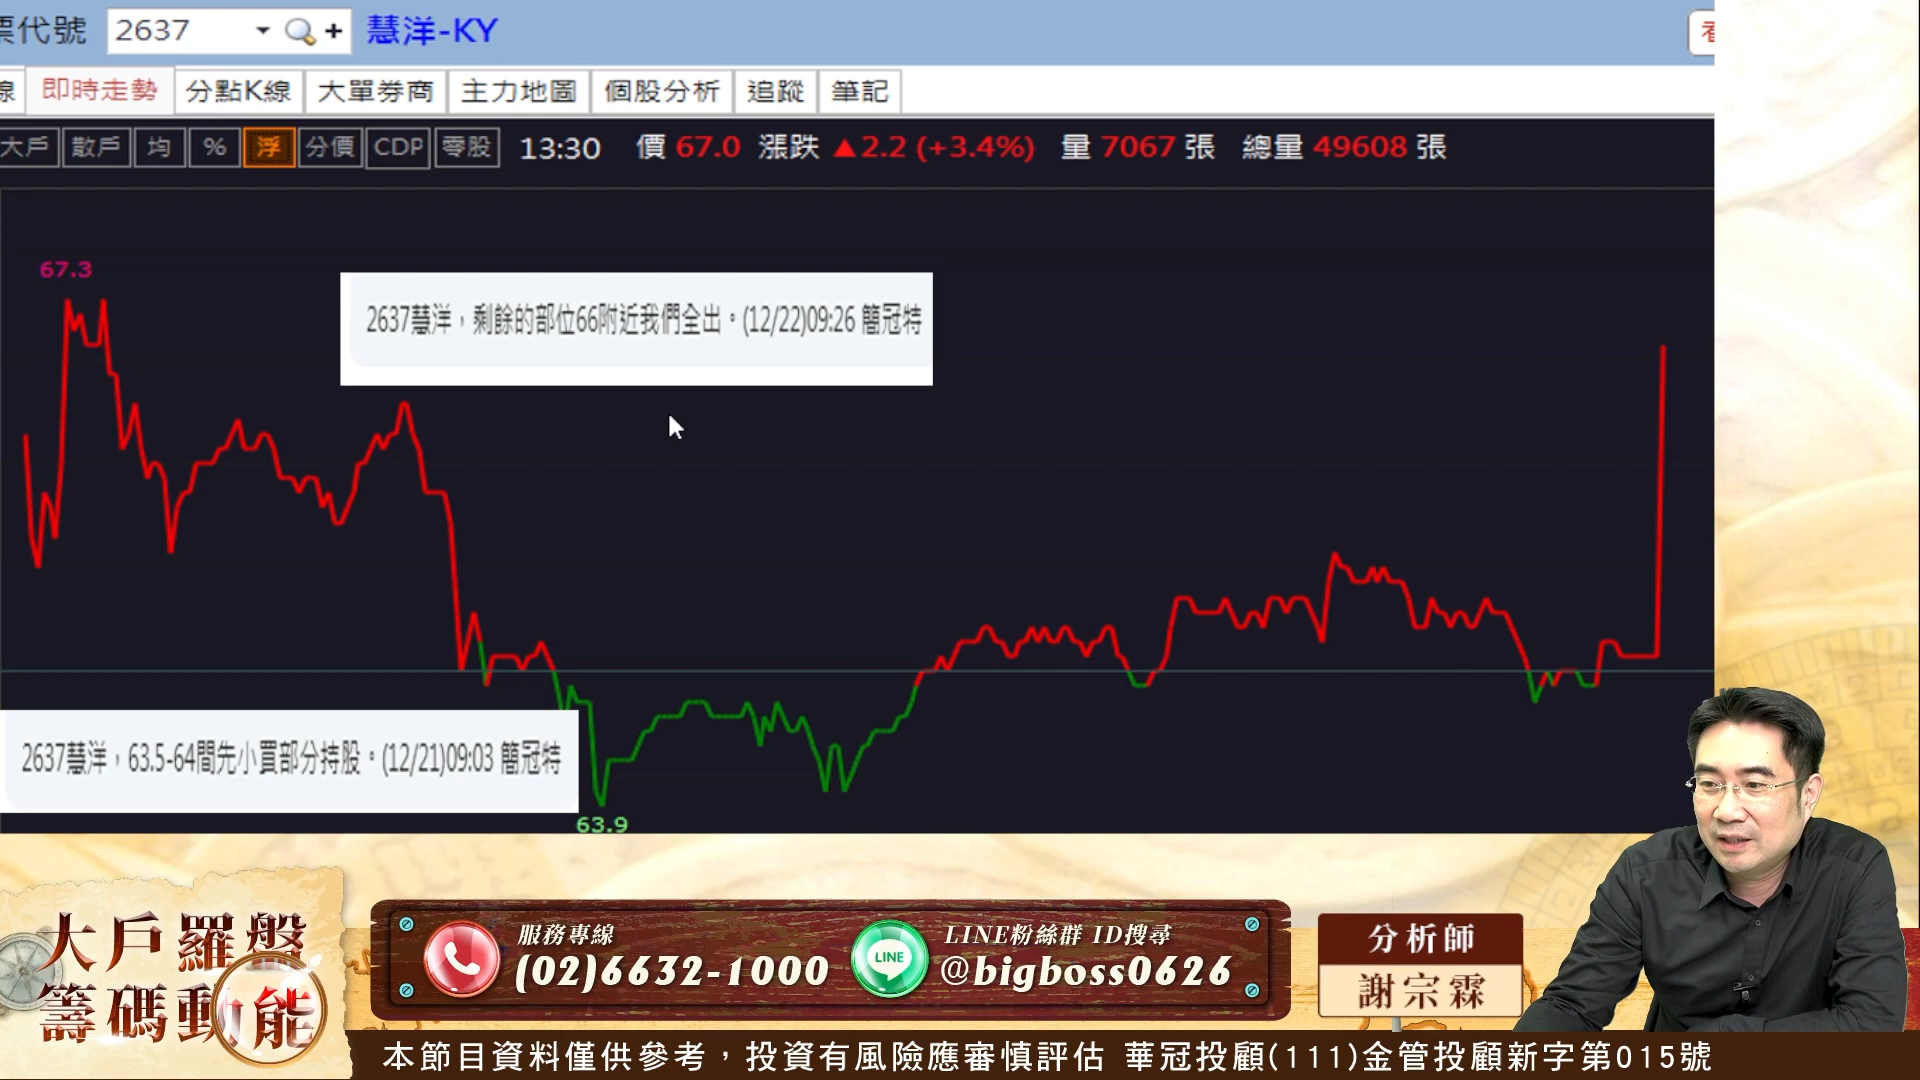 票代號 2637 慧洋-KY
線 即時走勢 分點K線 大單券商 主力地圖 個股分析 追蹤 筆記
大戶 散戶 均 % 浮 分價 CDP 零股 13:30 價 67.0 漲跌 ▲2.2 (+3.4%) 量 7067 張 總量 49608 張
67.3
2637慧洋，剩餘的部位66附近我們全出。(12/22)09:26 簡冠特
2637慧洋，63.5-64間先小買部分持股。(12/21)09:03 簡冠特
63.9
大戶羅盤
籌碼動能
服務專線
(02)6632-1000
LINE
LINE粉絲群 ID搜尋
@bigboss0626
分析師
謝宗霖
本節目資料僅供參考，投資有風險應審慎評估 華冠投顧(111)金管投顧新字第015號